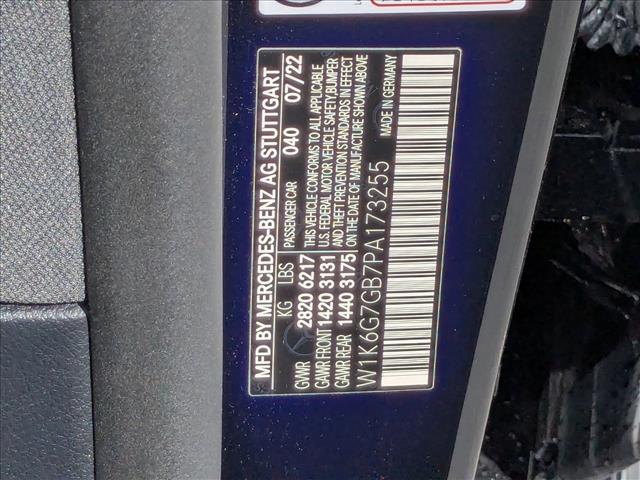 MFD BY MERCEDES-BENZ AG STUTTGART
KG LBS PASSENGER CAR 040 07/22
GWR 2820 6217 THIS VEHICLE CONFORMS TO ALL APPLICABLE
GAWR FRONT 1420 3131 U.S. FEDERAL MOTOR VEHICLE SAFETY, BUMPER
GAWR REAR 1440 3175 AND THEFT PREVENTION STANDARDS IN EFFECT
ON THE DATE OF MANUFACTURE SHOWN ABOVE
W1K6G7GB7PA173255 MADE IN GERMANY